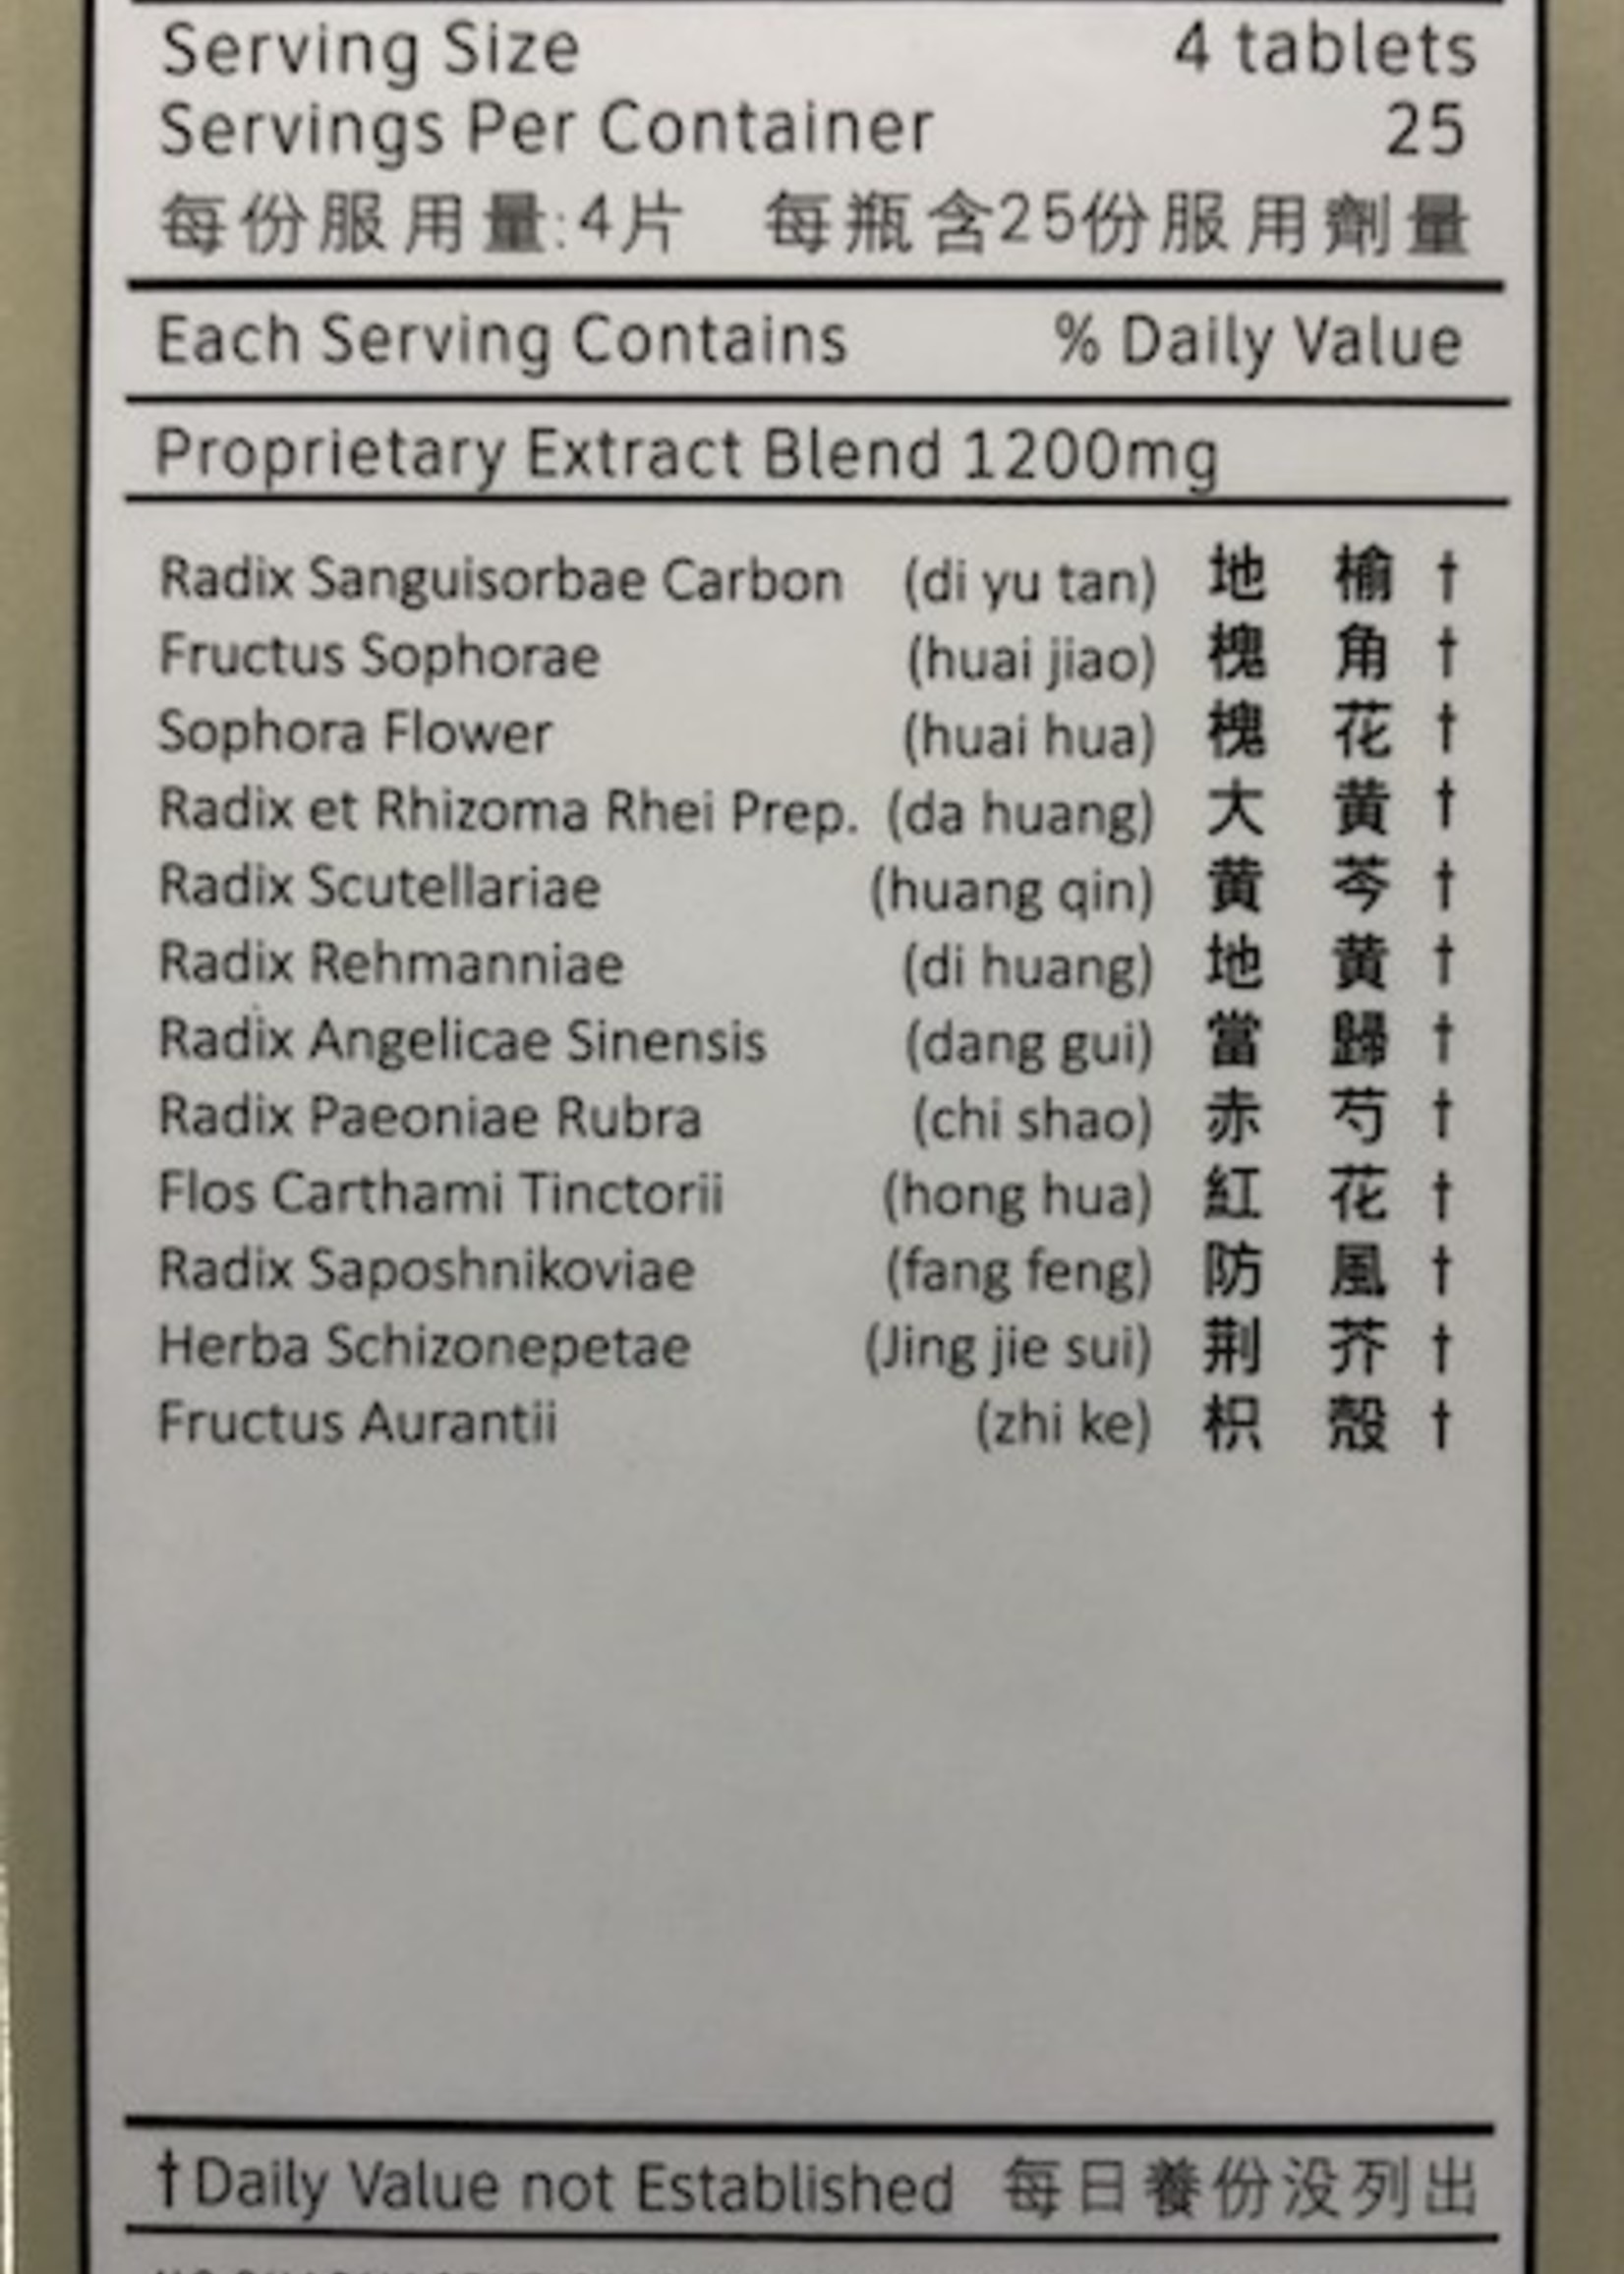 Serving Size 4 tablets
Servings Per Container 25
每份服用量:4片 每瓶含25份服用劑量
Each Serving Contains % Daily Value
Proprietary Extract Blend 1200mg
Radix Sanguisorbae Carbon (di yu tan) 地 榆 †
Fructus Sophorae (huai jiao) 槐 角 †
Sophora Flower (huai hua) 槐 花 †
Radix et Rhizoma Rhei Prep. (da huang) 大 黄 †
Radix Scutellariae (huang qin) 黄 芩 †
Radix Rehmanniae (di huang) 地 黄 †
Radix Angelicae Sinensis (dang gui) 當 歸 †
Radix Paeoniae Rubra (chi shao) 赤 芍 †
Flos Carthami Tinctorii (hong hua) 紅 花 †
Radix Saposhnikoviae (fang feng) 防 風 †
Herba Schizonepetae (Jing jie sui) 荆 芥 †
Fructus Aurantii (zhi ke) 枳 殼 †
†Daily Value not Established 每日養份没列出